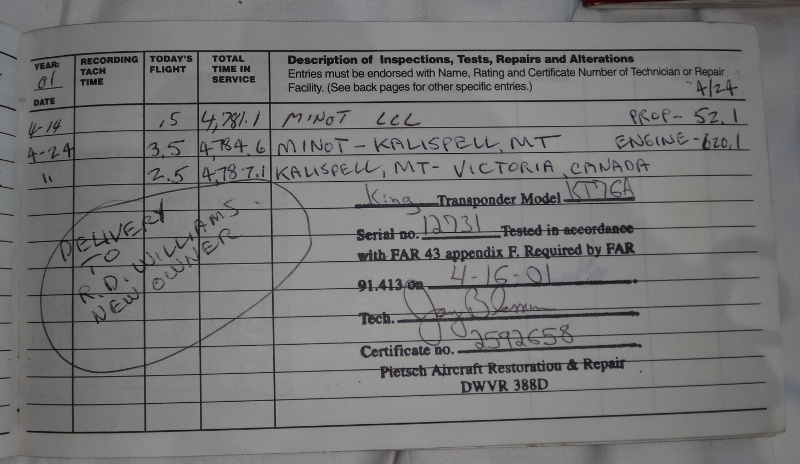 YEAR: 01
DATE
RECORDING TACH TIME
TODAY'S FLIGHT
TOTAL TIME IN SERVICE
Description of Inspections, Tests, Repairs and Alterations
Entries must be endorsed with Name, Rating and Certificate Number of Technician or Repair
Facility. (See back pages for other specific entries.)
4/24
4-14 .5 4,781.1 MINOT LCL PROP- 52.1
4-24 3.5 4,784.6 MINOT - KALISPELL, MT ENGINE - 620.1
" 2.5 4,787.1 KALISPELL, MT- VICTORIA, CANADA
DELIVERY
TO
R.D. WILLIAMS
NEW OWNER
King Transponder Model KT76A
Serial no. 12731 Tested in accordance
with FAR 43 appendix F. Required by FAR
91.413 on 4-16-01
Tech. Jay
Certificate no. 2592658
Pietsch Aircraft Restoration & Repair
DWVR 388D